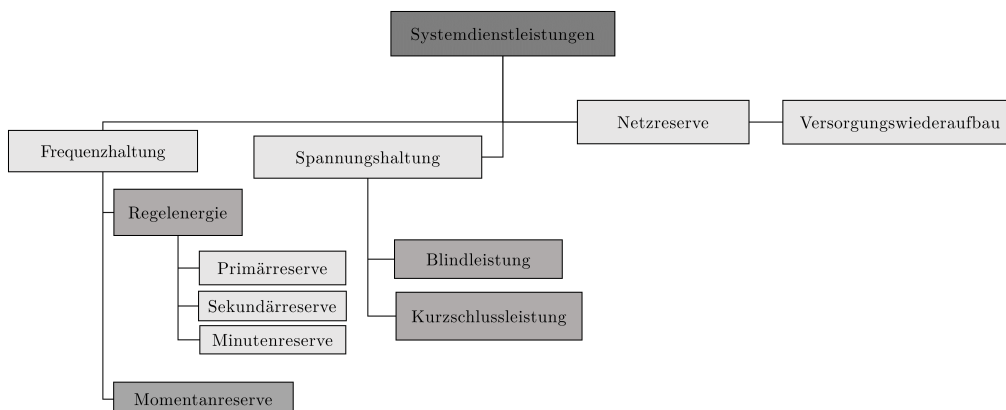 Systemdienstleistungen
Netzreserve
Versorgungswiederaufbau
Frequenzhaltung
Spannungshaltung
Regelenergie
Primärreserve
Sekundärreserve
Minutenreserve
Blindleistung
Kurzschlussleistung
Momentanreserve